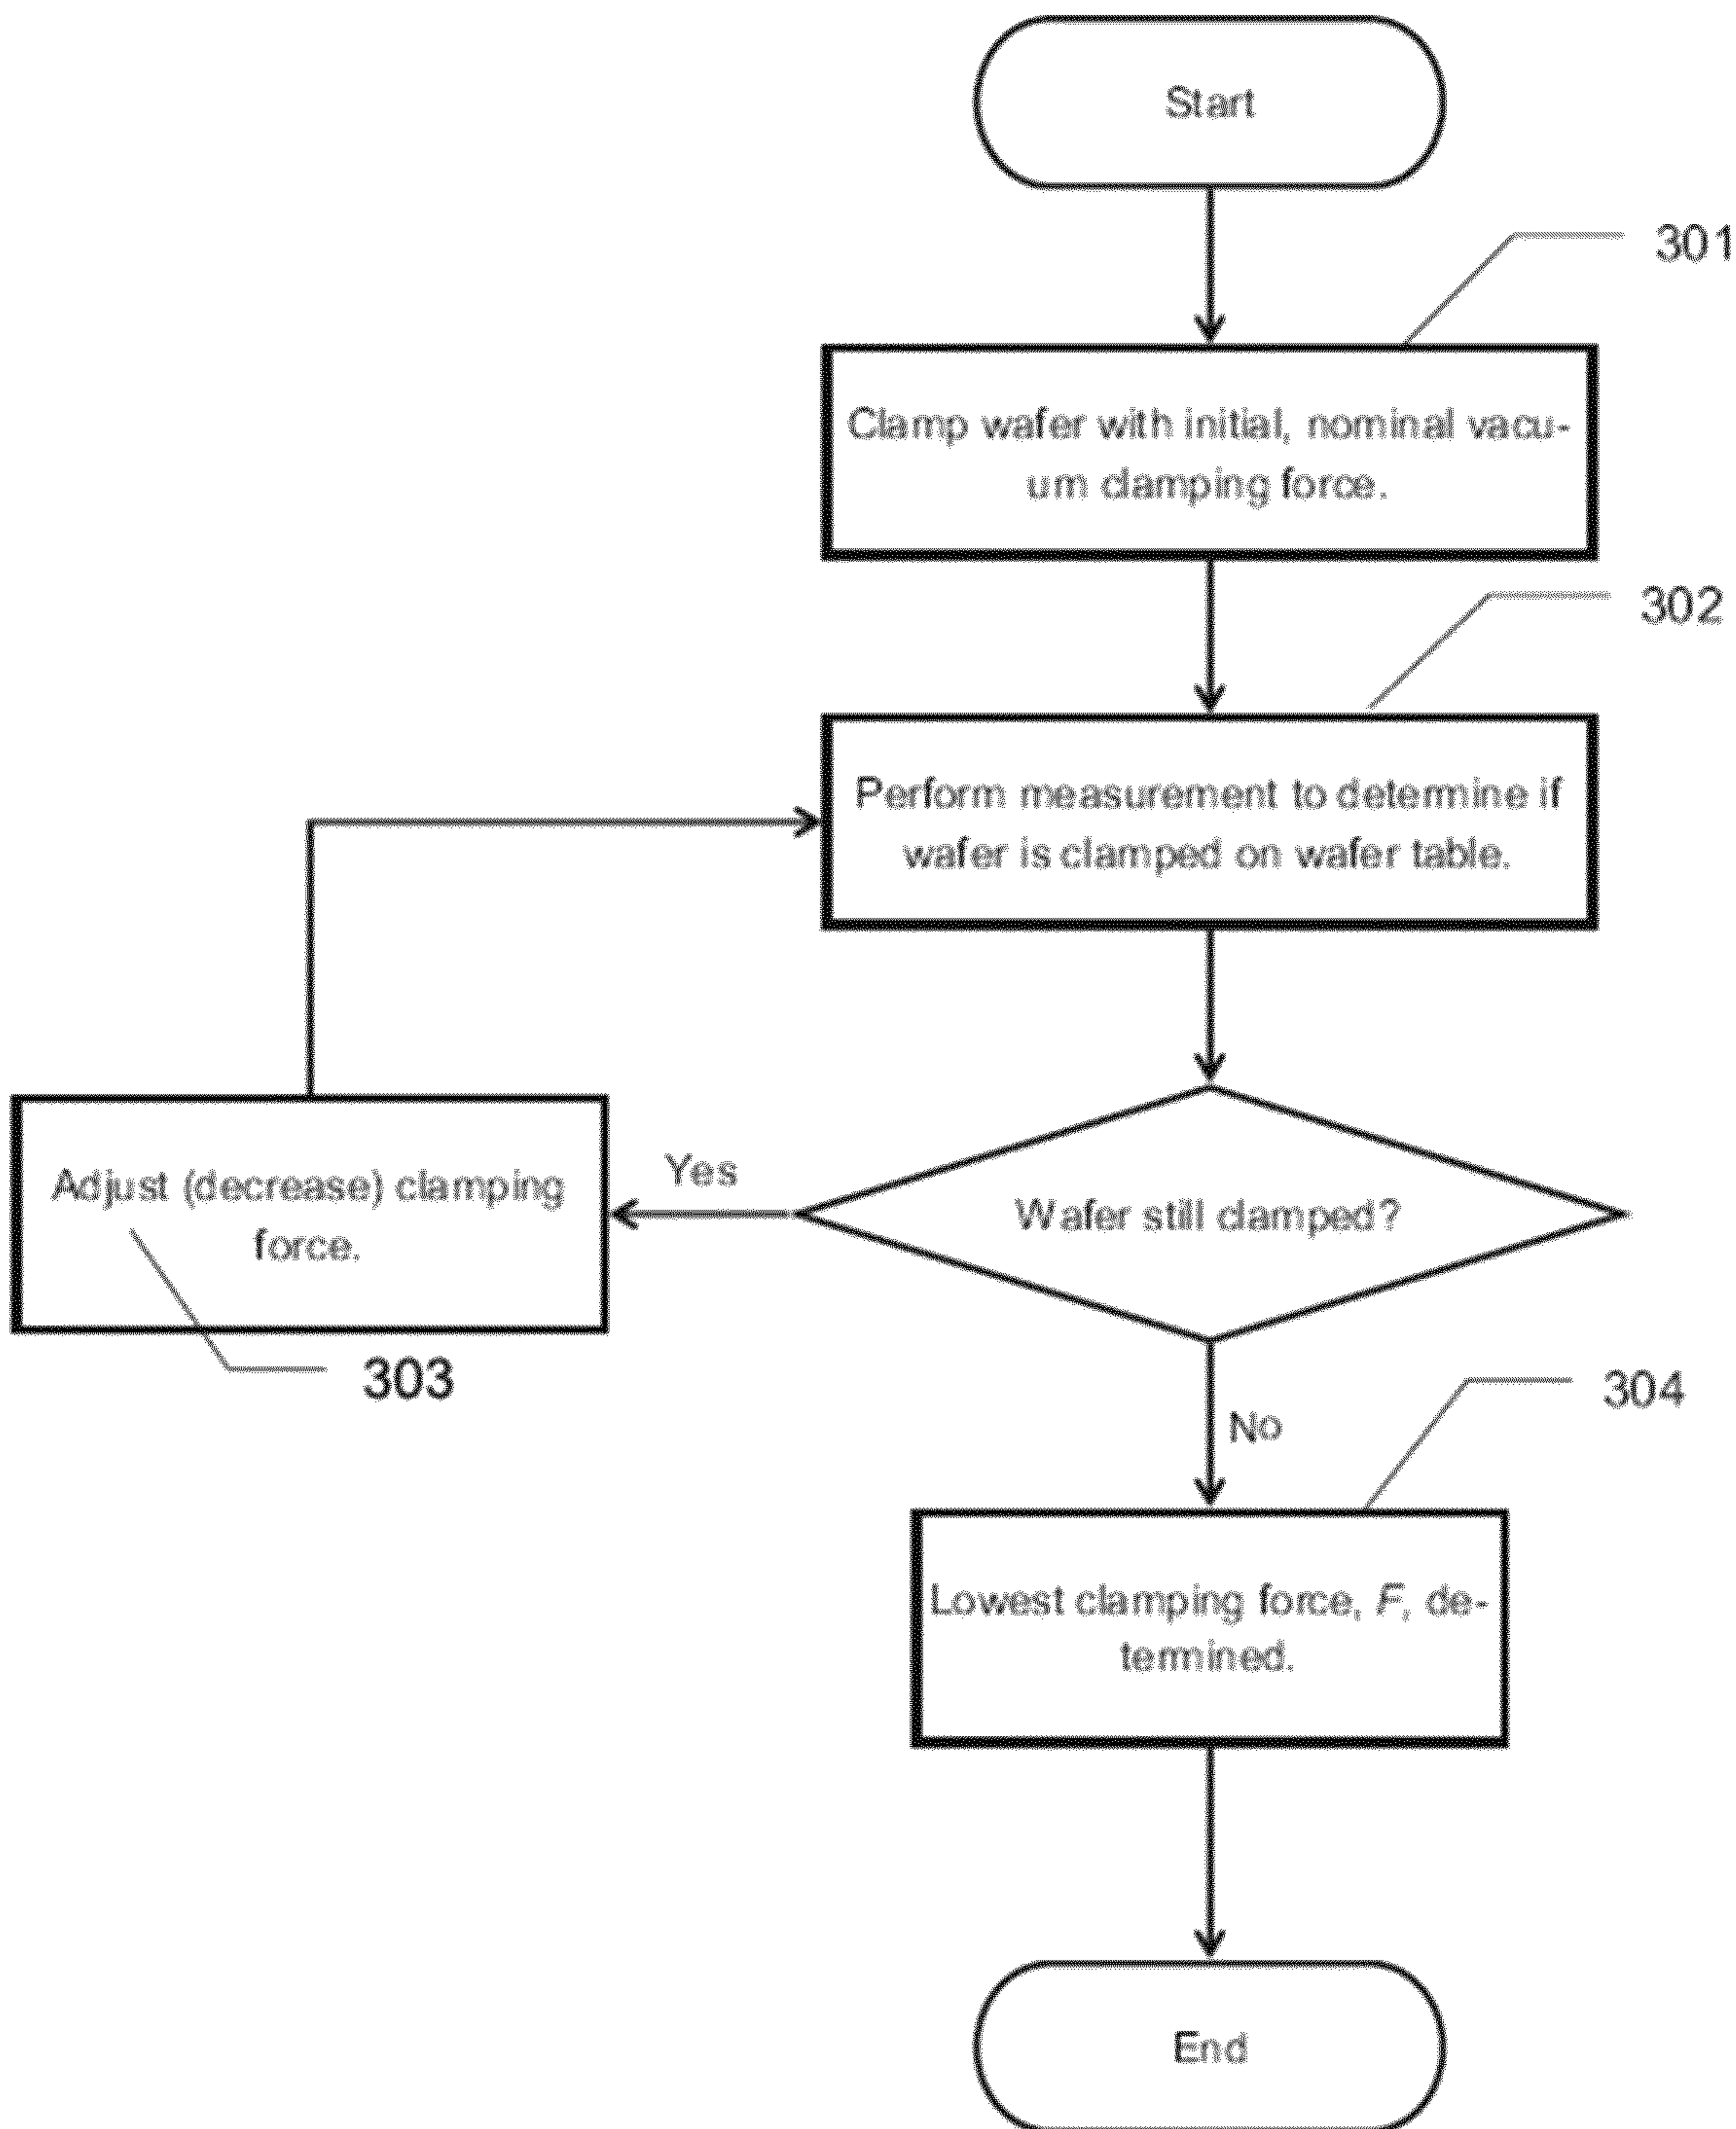 Start
301
Clamp wafer with initial, nominal vacu-
um clamping force.
302
Perform measurement to determine if
wafer is clamped on wafer table.
Adjust (decrease) clamping
force.
303
Yes
Wafer still clamped?
No
304
Lowest clamping force, F, de-
termined.
End